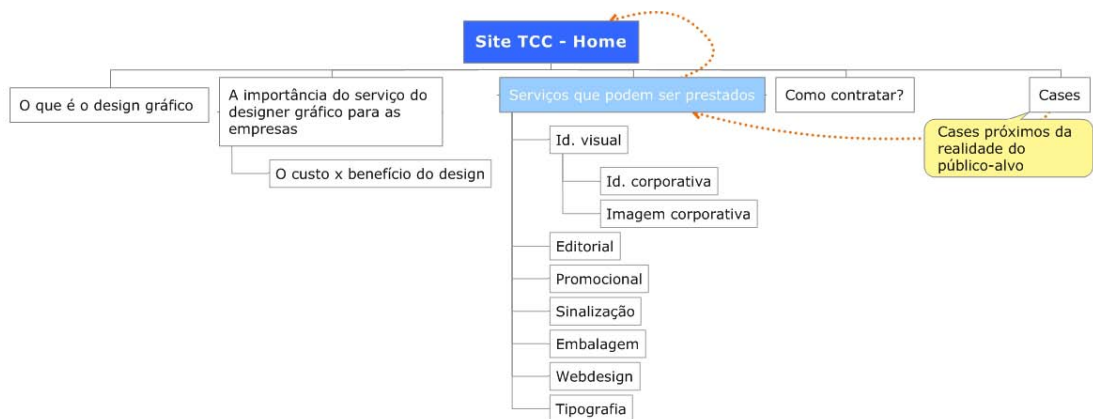 Site TCC - Home
O que é o design gráfico
A importância do serviço do
designer gráfico para as
empresas
O custo x benefício do design
Serviços que podem ser prestados
Id. visual
Id. corporativa
Imagem corporativa
Editorial
Promocional
Sinalização
Embalagem
Webdesign
Tipografia
Como contratar?
Cases
Cases próximos da
realidade do
público-alvo